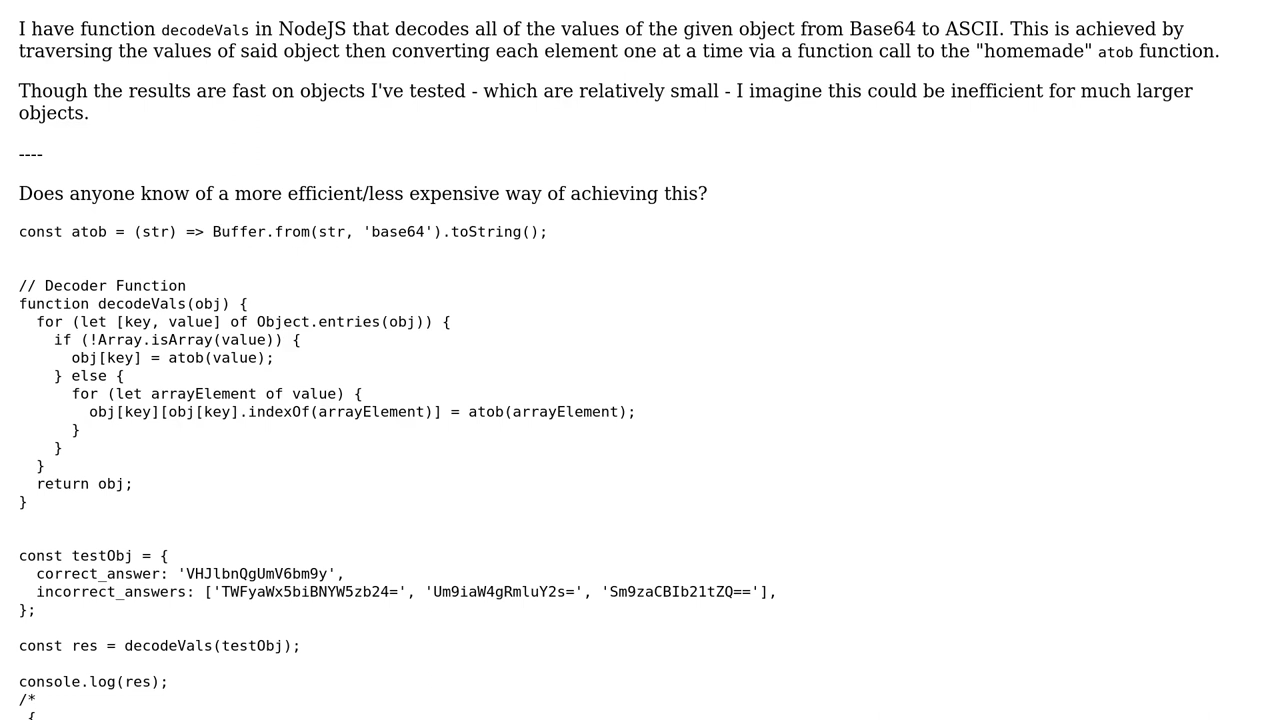 I have function decodeVals in NodeJS that decodes all of the values of the given object from Base64 to ASCII. This is achieved by
traversing the values of said object then converting each element one at a time via a function call to the "homemade" atob function.
Though the results are fast on objects I've tested - which are relatively small - I imagine this could be inefficient for much larger
objects.
----
Does anyone know of a more efficient/less expensive way of achieving this?
const atob = (str) => Buffer.from(str, 'base64').toString();
// Decoder Function
function decodeVals(obj) {
  for (let [key, value] of Object.entries(obj)) {
    if (!Array.isArray(value)) {
      obj[key] = atob(value);
    } else {
      for (let arrayElement of value) {
        obj[key][obj[key].indexOf(arrayElement)] = atob(arrayElement);
      }
    }
  }
  return obj;
}
const testObj = {
  correct_answer: 'VHJlbnQgUmV6bm9y',
  incorrect_answers: ['TWFyaWx5biBNYW5zb24=', 'Um9iaW4gRmluY2s=', 'Sm9zaCBIb21tZQ=='],
};
const res = decodeVals(testObj);
console.log(res);
/*
 {